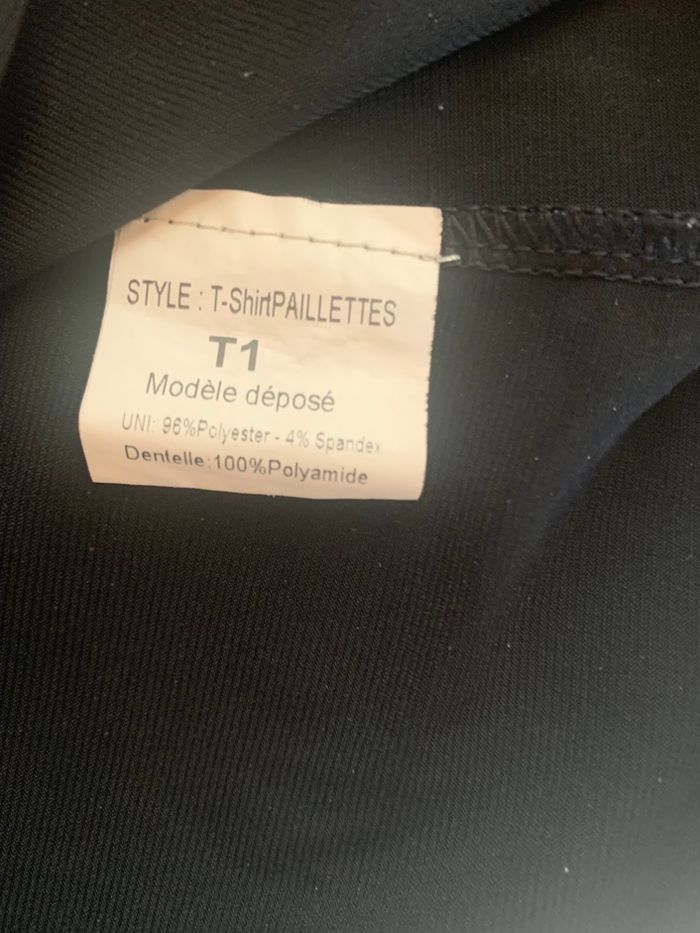 STYLE : T-ShirtPAILLETTES
T1
Modèle déposé
UNI: 96%Polyester - 4% Spandex
Dentelle:100%Polyamide